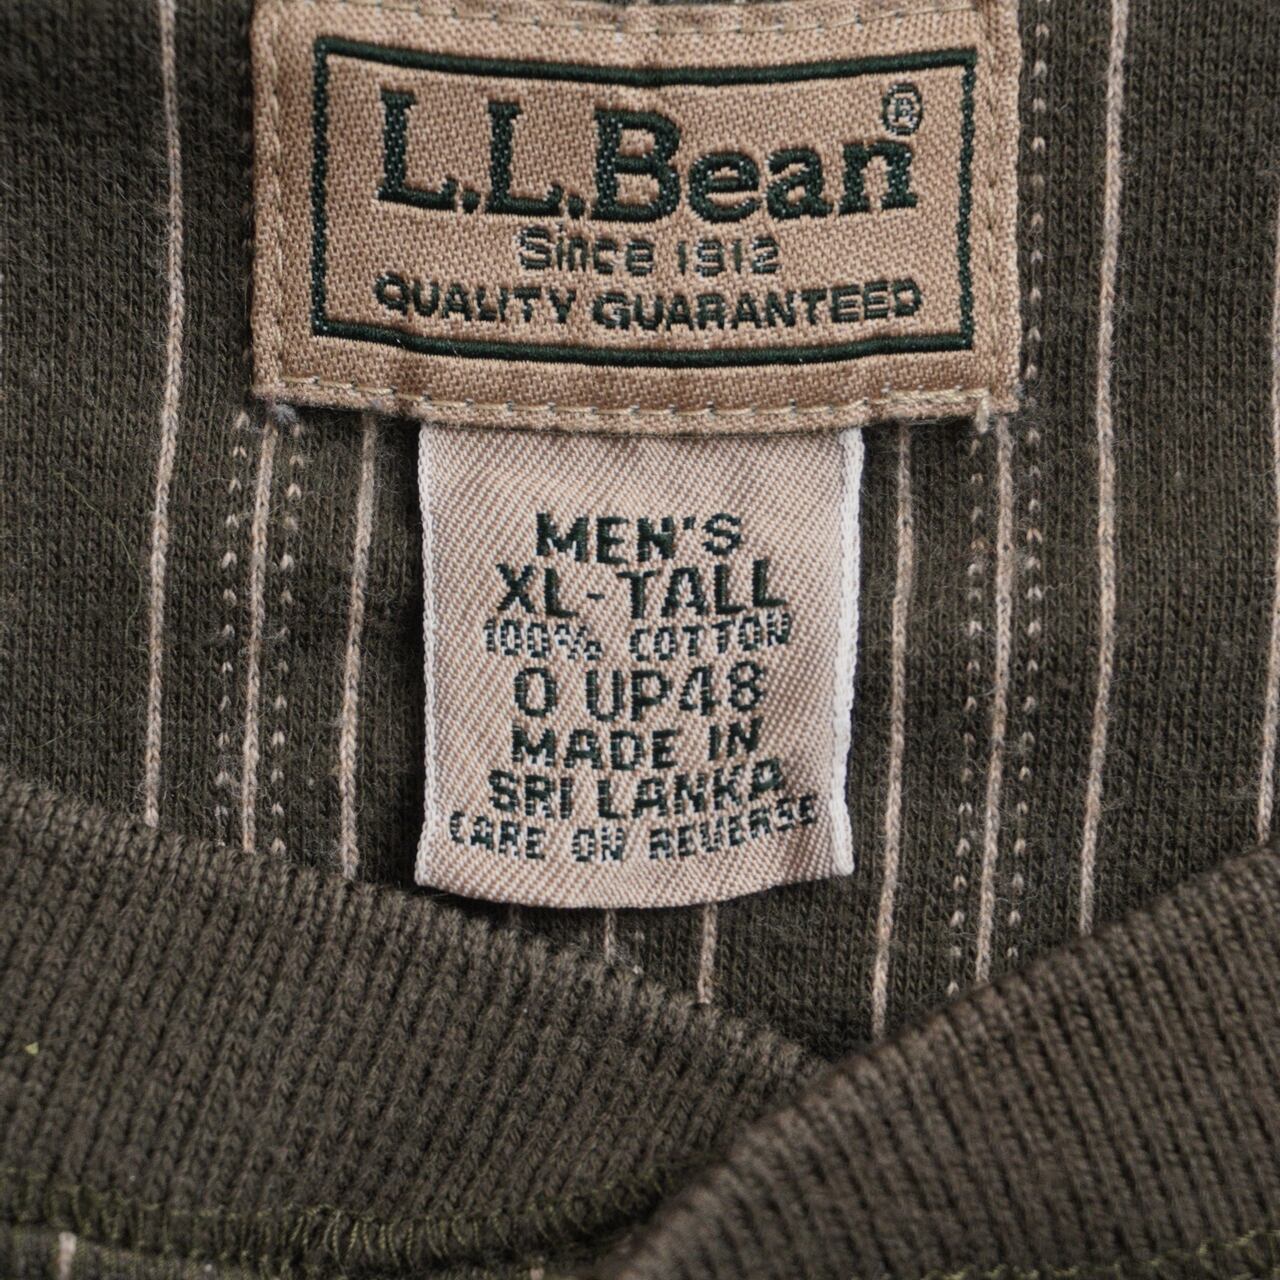 L.L.Bean®
Since 1912
QUALITY GUARANTEED
MEN'S
XL-TALL
100% COTTON
0 UP48
MADE IN
SRI LANKA
CARE ON REVERSE